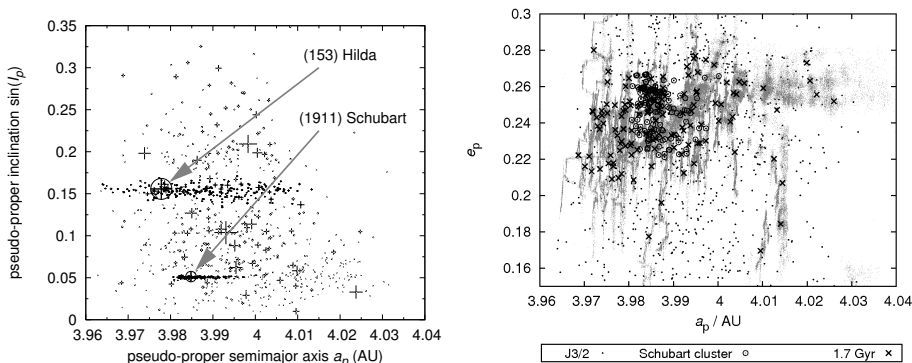 pseudo-proper inclination sin(Ip)
0.35
0.3
0.25
0.2
0.15
0.1
0.05
0
(153) Hilda
(1911) Schubart
3.96 3.97 3.98 3.99 4 4.01 4.02 4.03 4.04
pseudo-proper semimajor axis ap (AU)
ep
0.3
0.28
0.26
0.24
0.22
0.2
0.18
0.16
3.96 3.97 3.98 3.99 4 4.01 4.02 4.03 4.04
ap / AU
J3/2 Schubart cluster 1.7 Gyr